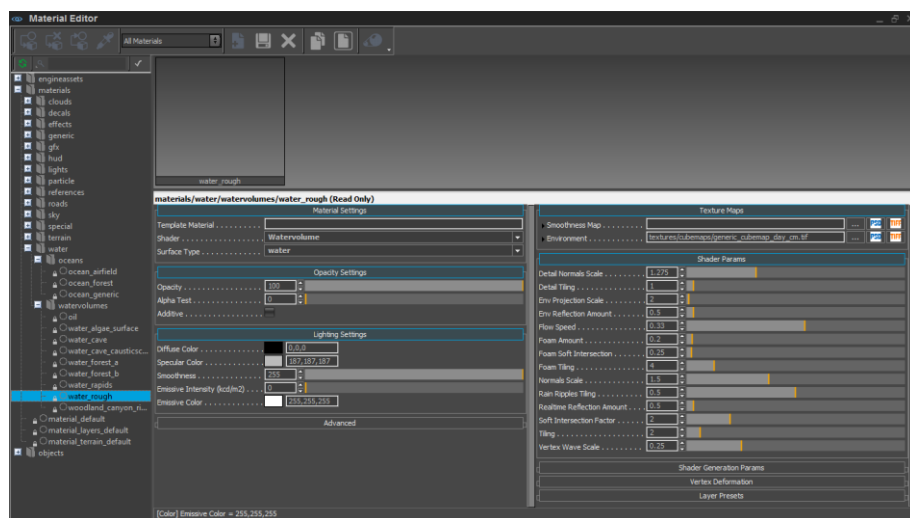 Material Editor
All Materials
engineassets
materials
clouds
decals
effects
generic
gfx
hud
lights
particle
references
roads
sky
special
terrain
water
oceans
ocean_airfield
ocean_forest
ocean_generic
watervolumes
oil
water_algae_surface
water_cave
water_cave_causticsc...
water_forest_a
water_forest_b
water_rapids
water_rough
woodland_canyon_ri...
material_default
material_layers_default
material_terrain_default
objects
water_rough
materials/water/watervolumes/water_rough (Read Only)
Material Settings
Template Material . . . . . . . . .
Shader . . . . . . . . . . . . . . . . . . Watervolume
Surface Type . . . . . . . . . . . . . water
Opacity Settings
Opacity . . . . . . . . . . . . . . . . . 100
Alpha Test . . . . . . . . . . . . . . . 0
Additive . . . . . . . . . . . . . . . . .
Lighting Settings
Diffuse Color . . . . . . . . . . . . . 0,0,0
Specular Color . . . . . . . . . . . . 187,187,187
Smoothness . . . . . . . . . . . . . . 255
Emissive Intensity (kcd/m2) . . . . 0
Emissive Color . . . . . . . . . . . . 255,255,255
Advanced
Texture Maps
Smoothness Map . . . . . . . . . ... PSD TIFF
Environment . . . . . . . . . . . . textures/cubemaps/generic_cubemap_day_cm.tif ... PSD TIFF
Shader Params
Detail Normals Scale . . . . . . . . . 1.275
Detail Tiling . . . . . . . . . . . . . . . 1
Env Projection Scale . . . . . . . . . 2
Env Reflection Amount . . . . . . . 0.5
Flow Speed . . . . . . . . . . . . . . . 0.33
Foam Amount . . . . . . . . . . . . . 0.2
Foam Soft Intersection . . . . . . . 0.25
Foam Tiling . . . . . . . . . . . . . . . 4
Normals Scale . . . . . . . . . . . . . 1.5
Rain Ripples Tiling . . . . . . . . . . . 0.5
Realtime Reflection Amount . . . . 0.5
Soft Intersection Factor . . . . . . 2
Tiling . . . . . . . . . . . . . . . . . . . 2
Vertex Wave Scale . . . . . . . . . . 0.25
Shader Generation Params
Vertex Deformation
Layer Presets
[Color] Emissive Color = 255,255,255